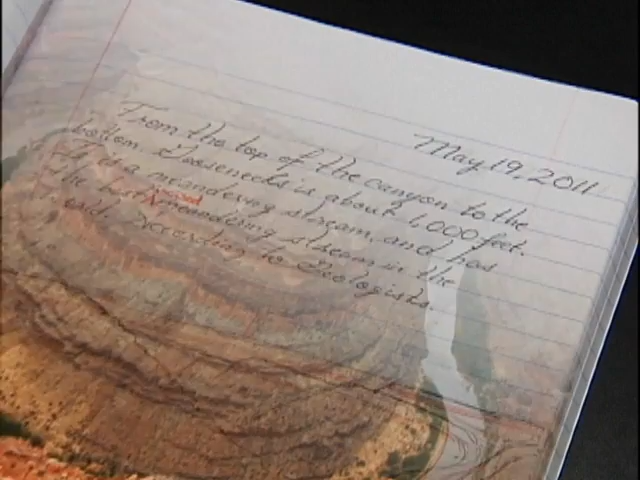 May 19, 2011
From the top of the canyon to the
bottom. Goosenecks is about 1,000 feet.
It is a meandering stream, and has
the best meandering stream in the
world. According to Geologists.